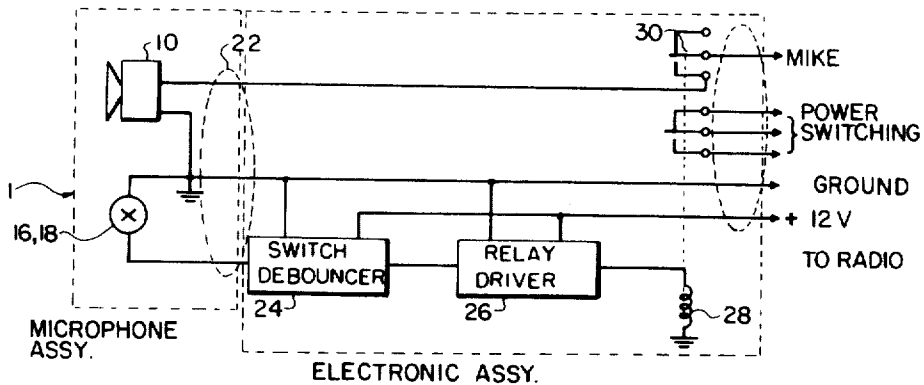 10
22
30
MIKE
POWER
SWITCHING
1
GROUND
+ 12 V
16,18
SWITCH
DEBOUNCER
RELAY
DRIVER
TO RADIO
24
26
28
MICROPHONE
ASSY.
ELECTRONIC ASSY.